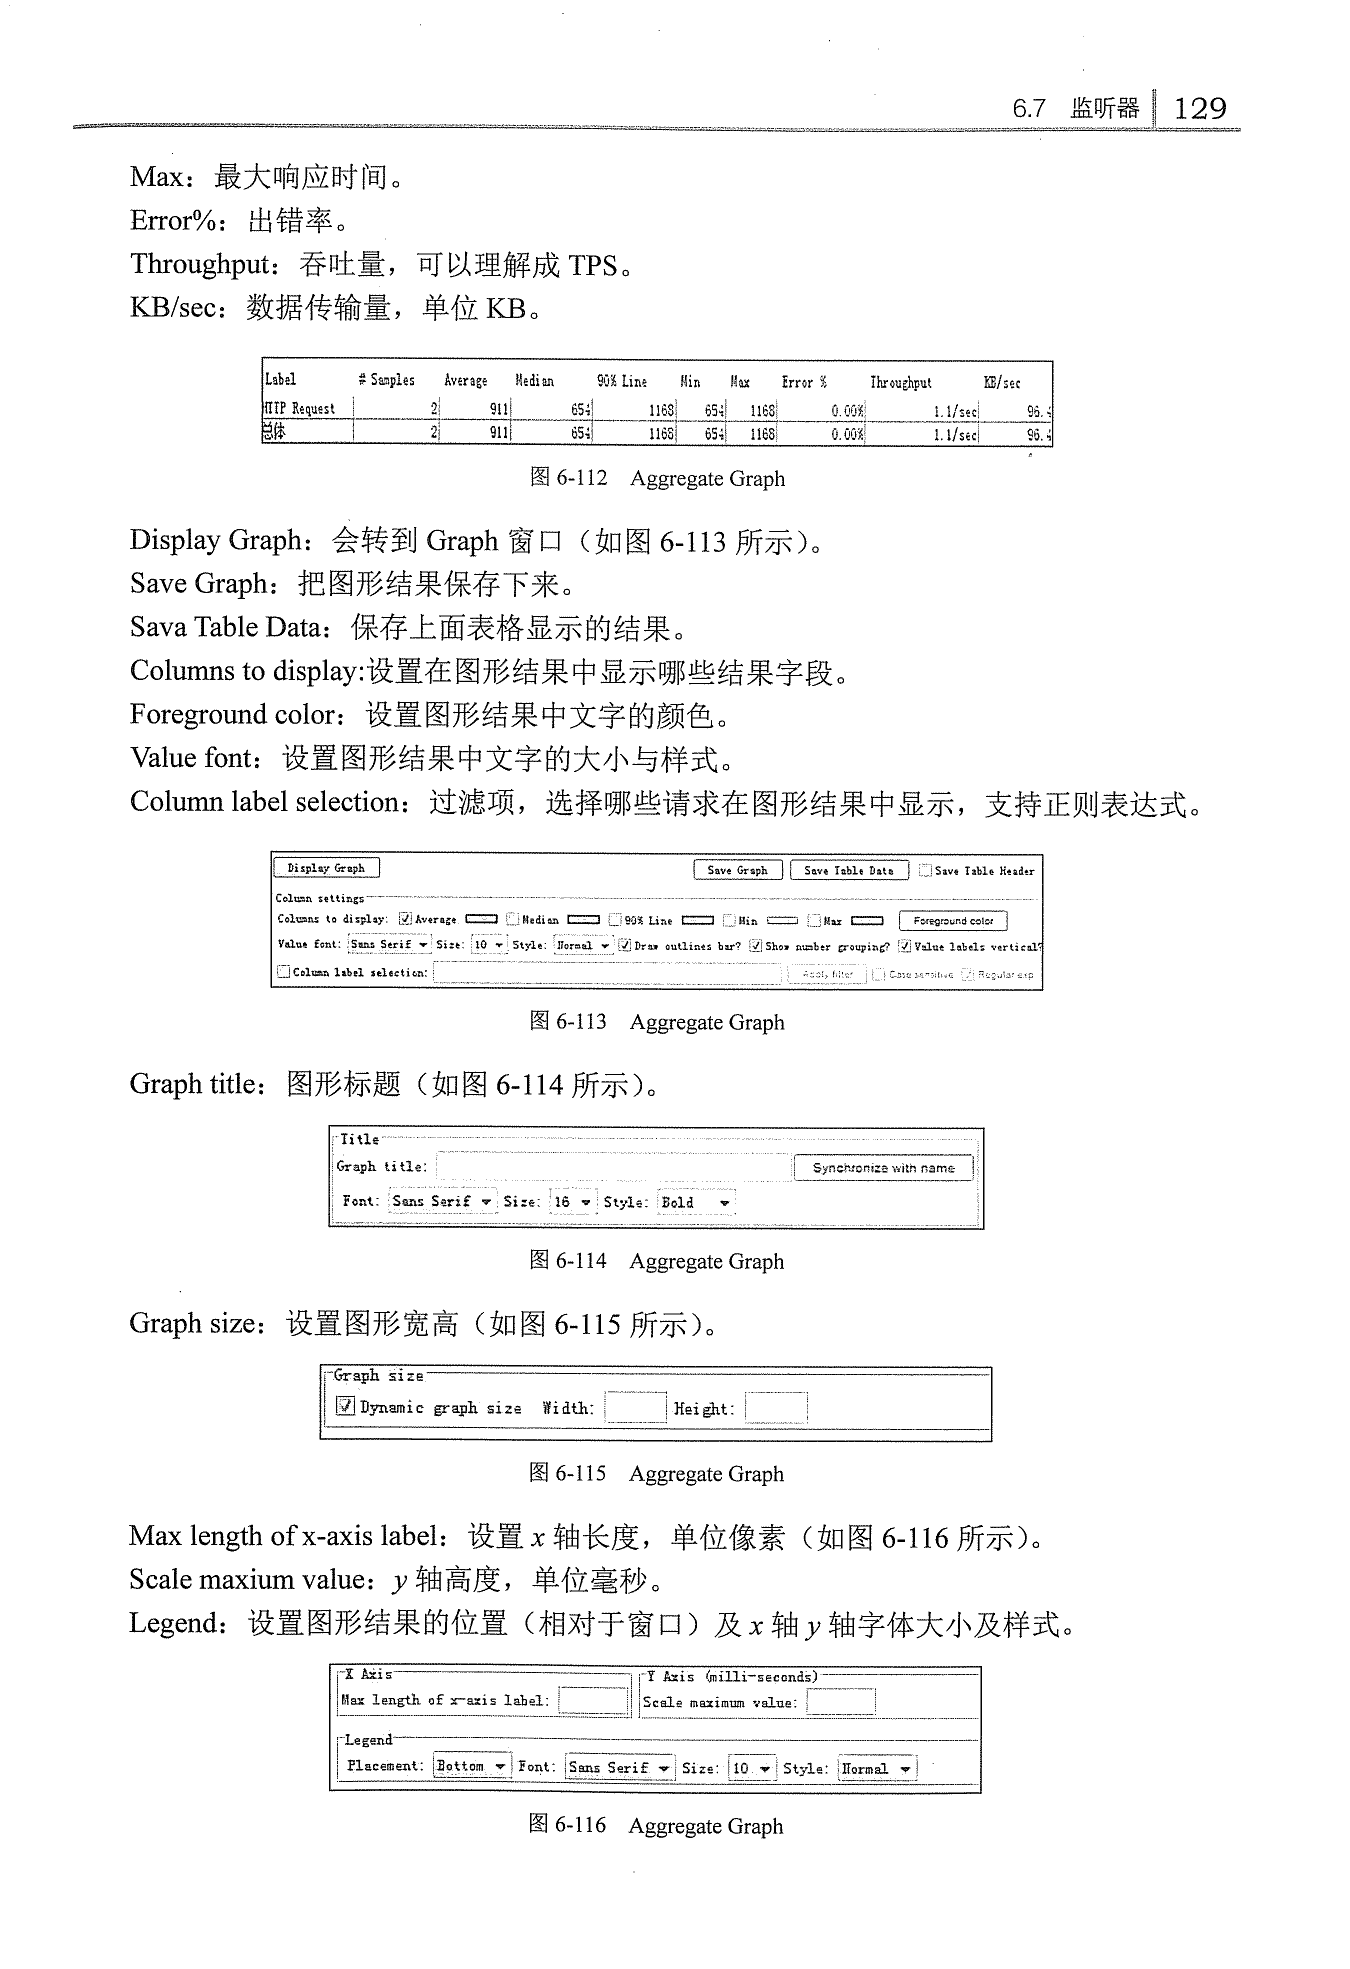 6.7 监听器 129
Max：最大响应时间。
Error%：出错率。
Throughput：吞吐量，可以理解成 TPS。
KB/sec：数据传输量，单位 KB。
Label # Samples Average Median 90% Line Min Max Error % Throughput KB/sec
HTTP Request 2 911 654 1168 654 1168 0.00% 1.1/sec 96.4
总体 2 911 654 1168 654 1168 0.00% 1.1/sec 96.4
图 6-112 Aggregate Graph
Display Graph：会转到 Graph 窗口（如图 6-113 所示）。
Save Graph：把图形结果保存下来。
Sava Table Data：保存上面表格显示的结果。
Columns to display:设置在图形结果中显示哪些结果字段。
Foreground color：设置图形结果中文字的颜色。
Value font：设置图形结果中文字的大小与样式。
Column label selection：过滤项，选择哪些请求在图形结果中显示，支持正则表达式。
Display Graph Save Graph Save Table Data Save Table Header
Column settings
Columns to display: Average Median 90% Line Min Max Foreground color
Value font: Sans Serif Size: 10 Style: Normal Draw outlines bar? Show number grouping? Value labels vertical?
Column label selection: Apply filter Case sensitive Regular exp
图 6-113 Aggregate Graph
Graph title：图形标题（如图 6-114 所示）。
Title
Graph title: Synchronize with name
Font: Sans Serif Size: 16 Style: Bold
图 6-114 Aggregate Graph
Graph size：设置图形宽高（如图 6-115 所示）。
Graph size
Dynamic graph size Width: Height:
图 6-115 Aggregate Graph
Max length of x-axis label：设置 x 轴长度，单位像素（如图 6-116 所示）。
Scale maxium value：y 轴高度，单位毫秒。
Legend：设置图形结果的位置（相对于窗口）及 x 轴 y 轴字体大小及样式。
X Axis Y Axis (milli-seconds)
Max length of x-axis label: Scale maximum value:
Legend
Placement: Bottom Font: Sans Serif Size: 10 Style: Normal
图 6-116 Aggregate Graph